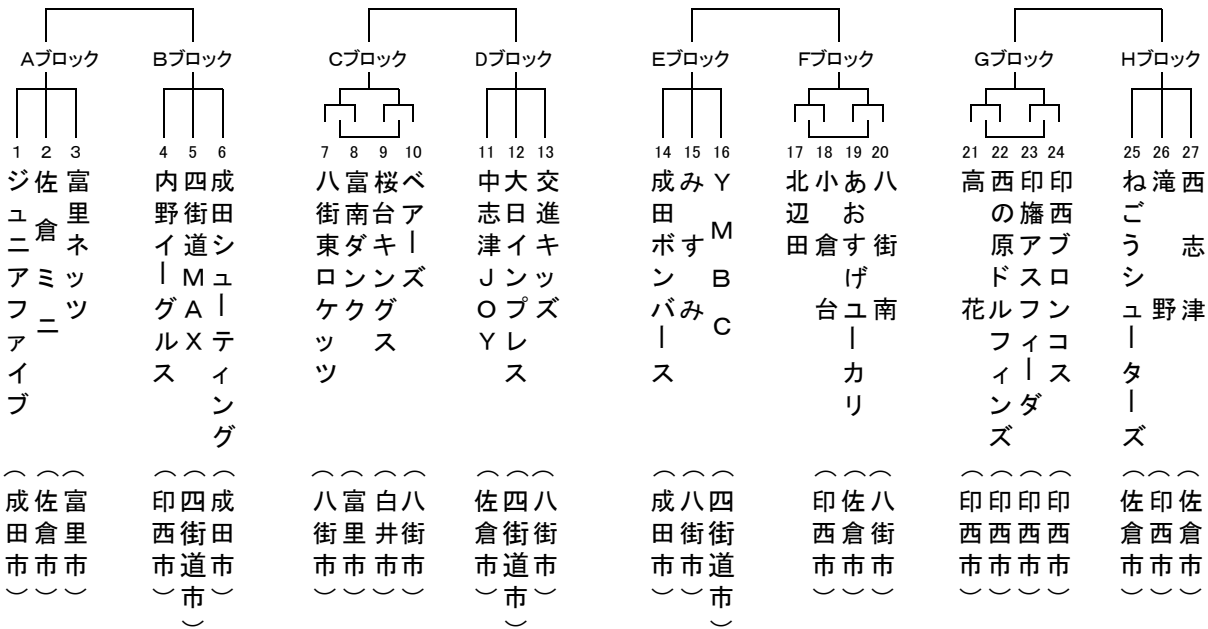 Aブロック Bブロック Cブロック Dブロック Eブロック Fブロック Gブロック Hブロック
1 ジュニアファイブ （成田市）
2 佐倉ミニ （佐倉市）
3 富里ネッツ （富里市）
4 内野イーグルス （印西市）
5 四街道MAX （四街道市）
6 成田シューティング （成田市）
7 八街東ロケッツ （八街市）
8 富南ダンク （富里市）
9 桜台キングス （白井市）
10 ベアーズ （八街市）
11 中志津JOY （佐倉市）
12 大日インプレス （四街道市）
13 交進キッズ （八街市）
14 成田ボンバース （成田市）
15 みすみ （八街市）
16 YMBC （四街道市）
17 北辺田
18 小倉台 （印西市）
19 あおすげユーカリ （佐倉市）
20 八街南 （八街市）
21 高花 （印西市）
22 西の原ドルフィンズ （印西市）
23 印旛アスフィーダ （印西市）
24 印西ブロンコス （印西市）
25 ねごうシューターズ （佐倉市）
26 滝野 （印西市）
27 西志津 （佐倉市）